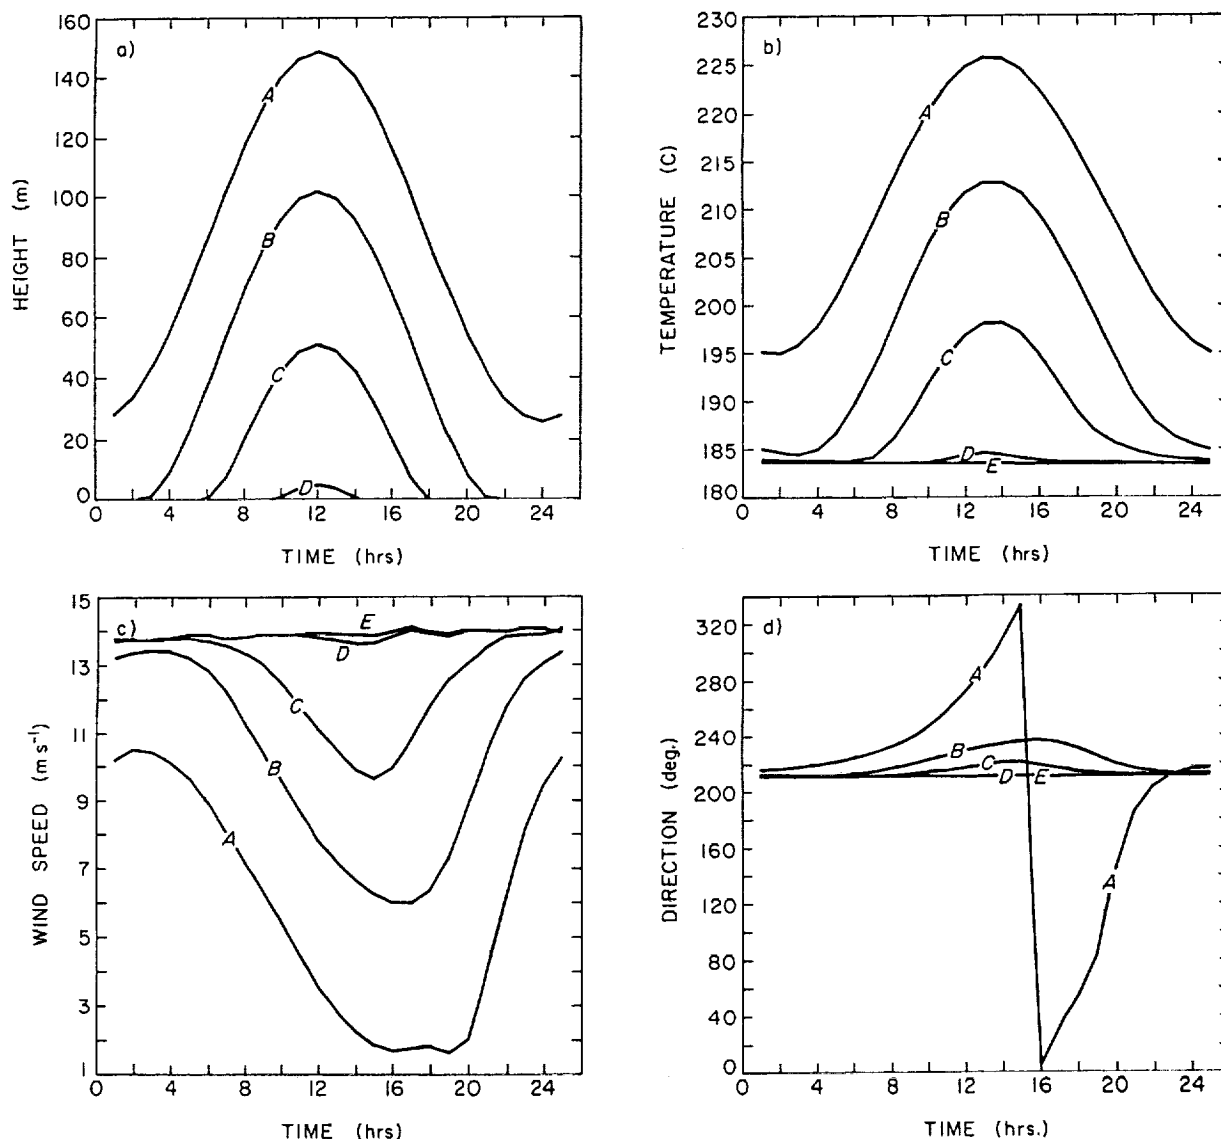 a)
160
140
120
100
80
60
40
20
0
HEIGHT (m)
A
B
C
D
0 4 8 12 16 20 24
TIME (hrs)
b)
230
225
220
215
210
205
200
195
190
185
180
TEMPERATURE (C)
A
B
C
D
E
0 4 8 12 16 20 24
TIME (hrs)
c)
15
13
11
9
7
5
3
1
WIND SPEED (m s⁻¹)
E
D
C
B
A
0 4 8 12 16 20 24
TIME (hrs)
d)
320
280
240
200
160
120
80
40
0
DIRECTION (deg.)
A
B
C
D E
A
0 4 8 12 16 20 24
TIME (hrs.)